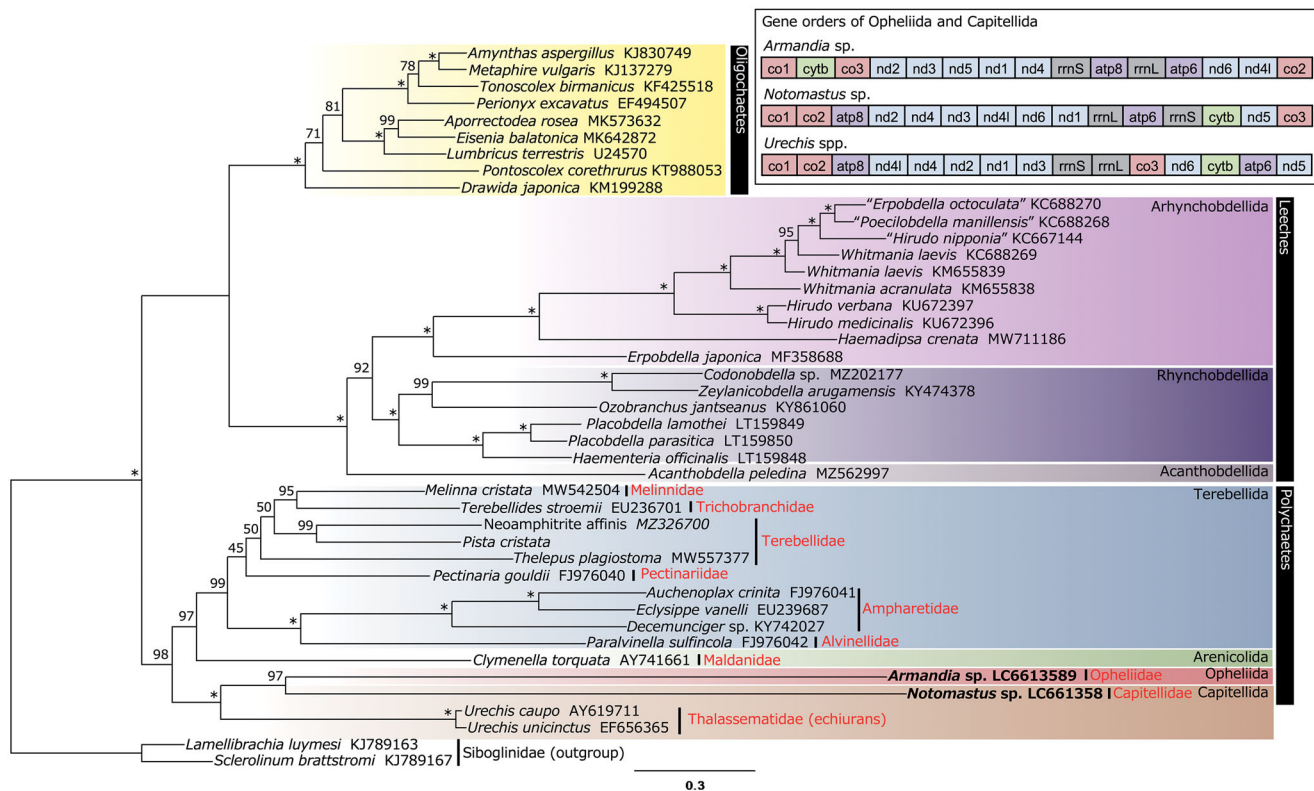 Gene orders of Opheliida and Capitellida
Armandia sp.
co1 cytb co3 nd2 nd3 nd5 nd1 nd4 rrnS atp8 rrnL atp6 nd6 nd4l co2
Notomastus sp.
co1 co2 atp8 nd2 nd4 nd3 nd4l nd6 nd1 rrnL atp6 rrnS cytb nd5 co3
Urechis spp.
co1 co2 atp8 nd4l nd4 nd2 nd1 nd3 rrnS rrnL co3 nd6 cytb atp6 nd5
Oligochaetes
* Amynthas aspergillus KJ830749
78 Metaphire vulgaris KJ137279
* Tonoscolex birmanicus KF425518
Perionyx excavatus EF494507
81
99 Aporrectodea rosea MK573632
71 * Eisenia balatonica MK642872
Lumbricus terrestris U24570
* Pontoscolex corethrurus KT988053
Drawida japonica KM199288
Leeches
Arhynchobdellida
* "Erpobdella octoculata" KC688270
* "Poecilobdella manillensis" KC688268
95 "Hirudo nipponia" KC667144
* Whitmania laevis KC688269
* Whitmania laevis KM655839
* Whitmania acranulata KM655838
* Hirudo verbana KU672397
* Hirudo medicinalis KU672396
* Haemadipsa crenata MW711186
Erpobdella japonica MF358688
92
Rhynchobdellida
* Codonobdella sp. MZ202177
99 Zeylanicobdella arugamensis KY474378
Ozobranchus jantseanus KY861060
* * Placobdella lamothei LT159849
* Placobdella parasitica LT159850
Haementeria officinalis LT159848
* Acanthobdella peledina MZ562997 Acanthobdellida
*
Polychaetes
Terebellida
95 Melinna cristata MW542504 Melinnidae
50 Terebellides stroemii EU236701 Trichobranchidae
50 99 Neoamphitrite affinis MZ326700
Pista cristata Terebellidae
45 Thelepus plagiostoma MW557377
Pectinaria gouldii FJ976040 Pectinariidae
99 * Auchenoplax crinita FJ976041
* Eclysippe vanelli EU239687 Ampharetidae
97 * Decemunciger sp. KY742027
Paralvinella sulfincola FJ976042 Alvinellidae
98 Clymenella torquata AY741661 Maldanidae Arenicolida
97 Armandia sp. LC6613589 Opheliidae Opheliida
* Notomastus sp. LC661358 Capitellidae Capitellida
* Urechis caupo AY619711
Thalassematidae (echiurans)
Urechis unicinctus EF656365
Lamellibrachia luymesi KJ789163
Siboglinidae (outgroup)
Sclerolinum brattstromi KJ789167
0.3